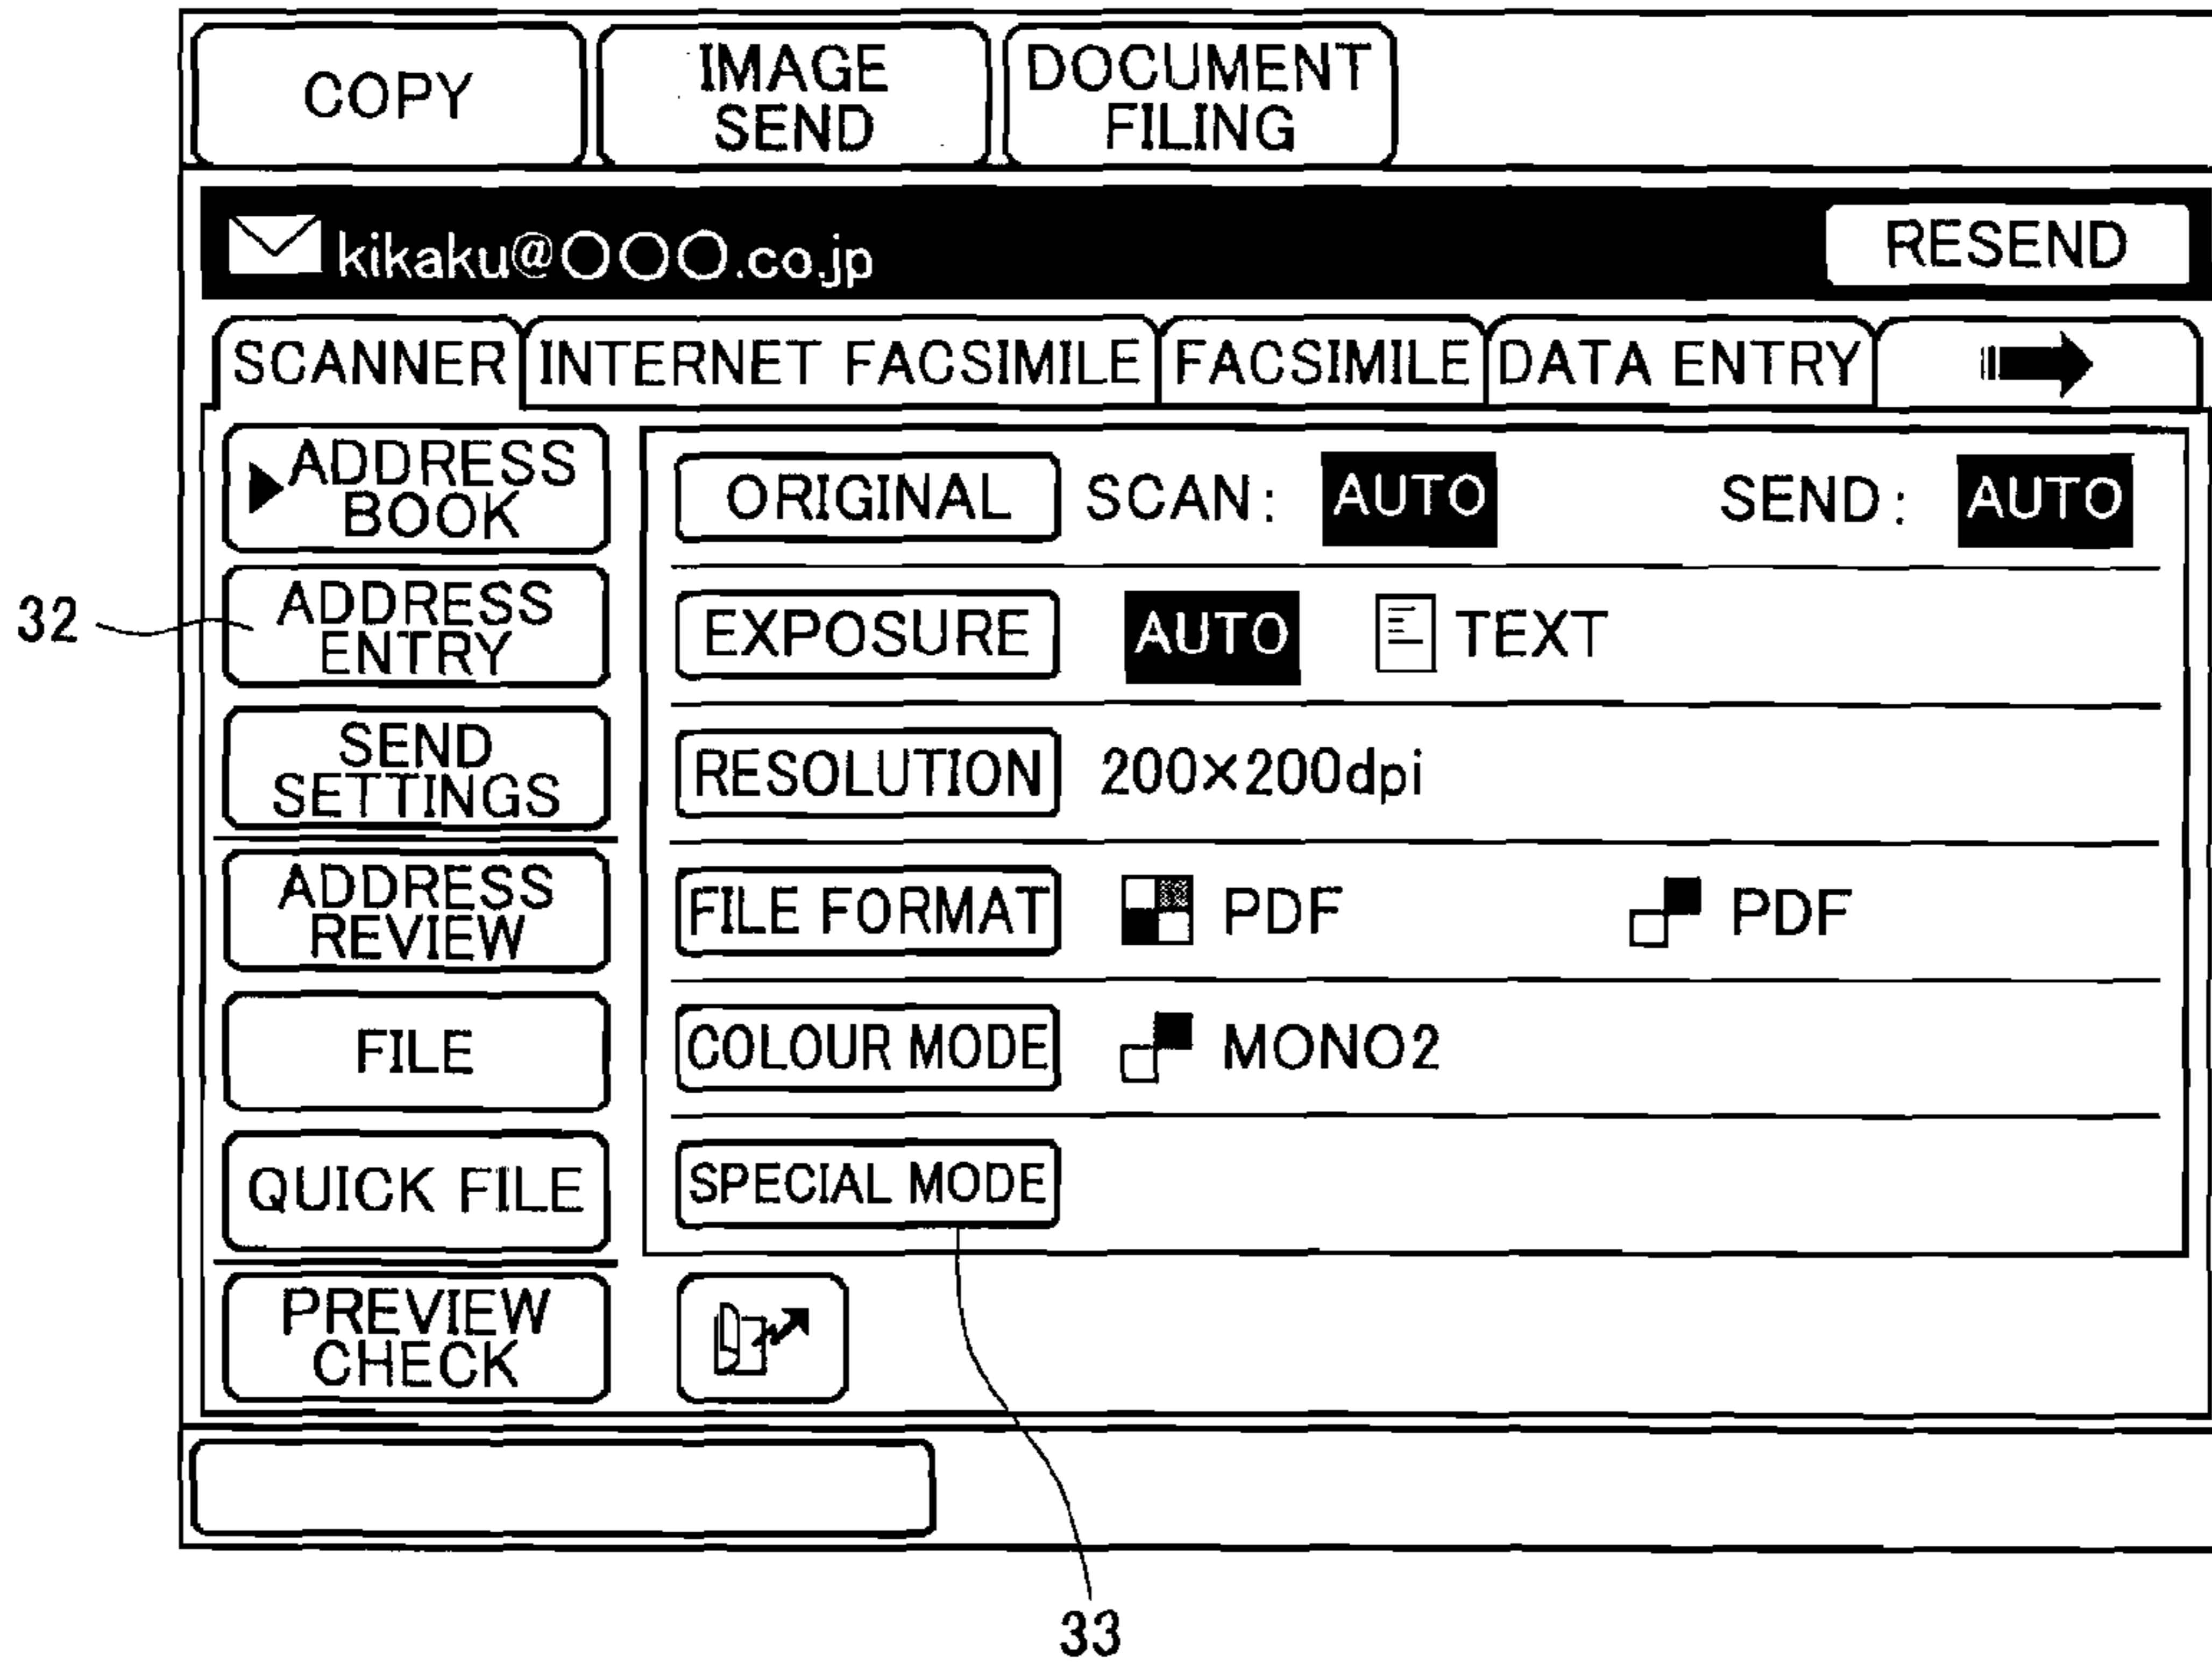 COPY
IMAGE
SEND
DOCUMENT
FILING
kikaku@○○○.co.jp
RESEND
SCANNER
INTERNET FACSIMILE
FACSIMILE
DATA ENTRY
ADDRESS
BOOK
ORIGINAL
SCAN:
AUTO
SEND:
AUTO
32
ADDRESS
ENTRY
EXPOSURE
AUTO
TEXT
SEND
SETTINGS
RESOLUTION
200×200dpi
ADDRESS
REVIEW
FILE FORMAT
PDF
PDF
FILE
COLOUR MODE
MONO2
QUICK FILE
SPECIAL MODE
PREVIEW
CHECK
33